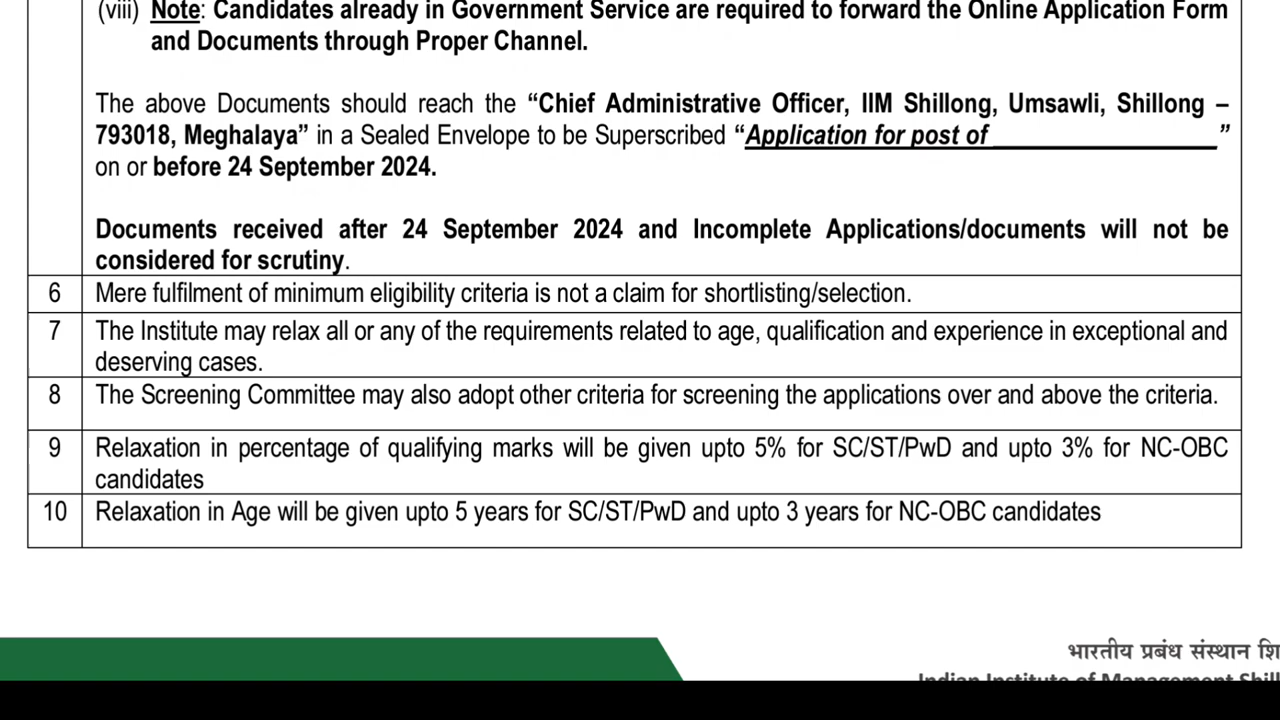 (viii) Note: Candidates already in Government Service are required to forward the Online Application Form
and Documents through Proper Channel.
The above Documents should reach the “Chief Administrative Officer, IIM Shillong, Umsawli, Shillong –
793018, Meghalaya” in a Sealed Envelope to be Superscribed “Application for post of ________________”
on or before 24 September 2024.
Documents received after 24 September 2024 and Incomplete Applications/documents will not be
considered for scrutiny.
6 Mere fulfilment of minimum eligibility criteria is not a claim for shortlisting/selection.
7 The Institute may relax all or any of the requirements related to age, qualification and experience in exceptional and
deserving cases.
8 The Screening Committee may also adopt other criteria for screening the applications over and above the criteria.
9 Relaxation in percentage of qualifying marks will be given upto 5% for SC/ST/PwD and upto 3% for NC-OBC
candidates
10 Relaxation in Age will be given upto 5 years for SC/ST/PwD and upto 3 years for NC-OBC candidates
भारतीय प्रबंध संस्थान शि
Indian Institute of Management Shill